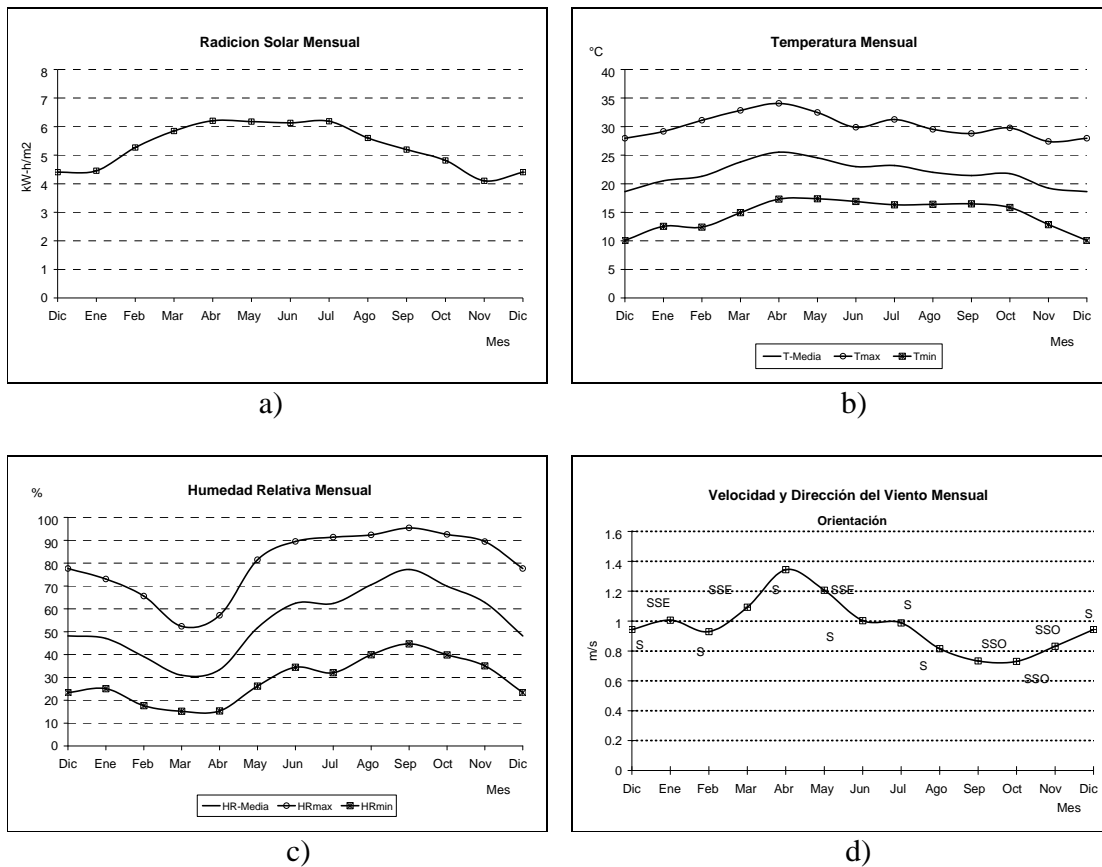 Radicion Solar Mensual
kW-h/m2
8
7
6
5
4
3
2
1
0
Dic Ene Feb Mar Abr May Jun Jul Ago Sep Oct Nov Dic
Mes
a)
Temperatura Mensual
°C
40
35
30
25
20
15
10
5
0
Dic Ene Feb Mar Abr May Jun Jul Ago Sep Oct Nov Dic
Mes
T-Media Tmax Tmin
b)
Humedad Relativa Mensual
%
100
90
80
70
60
50
40
30
20
10
0
Dic Ene Feb Mar Abr May Jun Jul Ago Sep Oct Nov Dic
Mes
HR-Media HRmax HRmin
c)
Velocidad y Dirección del Viento Mensual
Orientación
m/s
1.6
1.4
1.2
1
0.8
0.6
0.4
0.2
0
S SSE S SSE S S SSE S S SSO SSO SSO S
Dic Ene Feb Mar Abr May Jun Jul Ago Sep Oct Nov Dic
Mes
d)